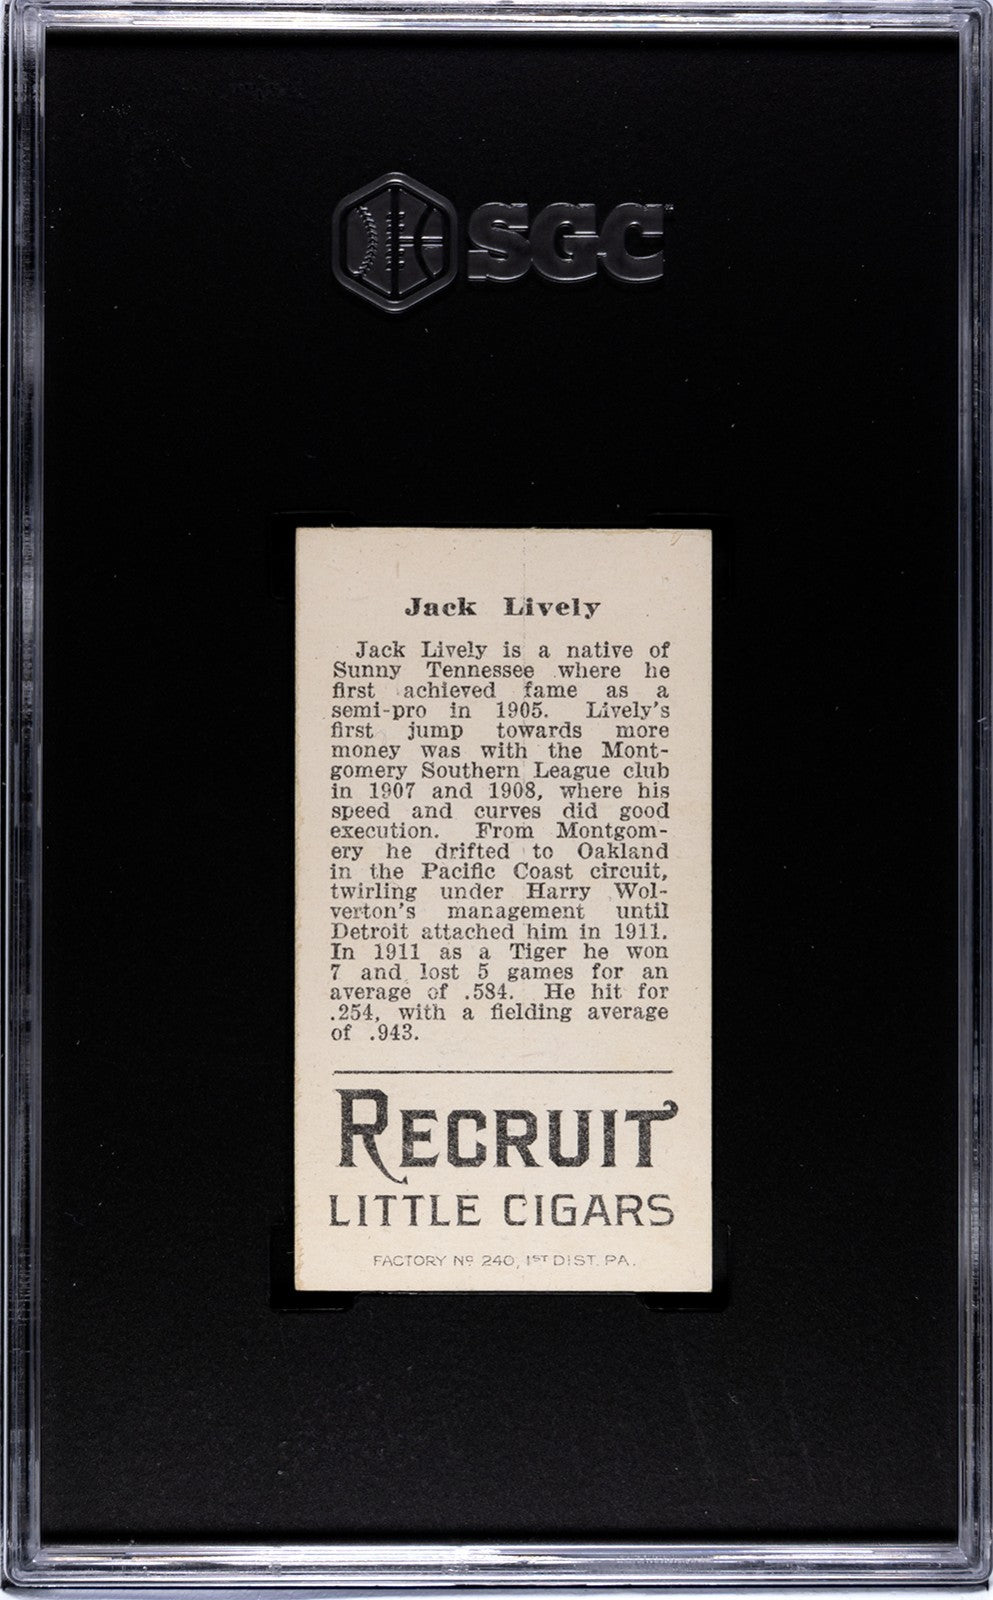 SGC
Jack Lively
Jack Lively is a native of
Sunny Tennessee where he
first achieved fame as a
semi-pro in 1905. Lively's
first jump towards more
money was with the Mont-
gomery Southern League club
in 1907 and 1908, where his
speed and curves did good
execution. From Montgom-
ery he drifted to Oakland
in the Pacific Coast circuit,
twirling under Harry Wol-
verton's management until
Detroit attached him in 1911.
In 1911 as a Tiger he won
7 and lost 5 games for an
average of .584. He hit for
.254, with a fielding average
of .943.
RECRUIT
LITTLE CIGARS
FACTORY No 240, 1ST DIST. PA.